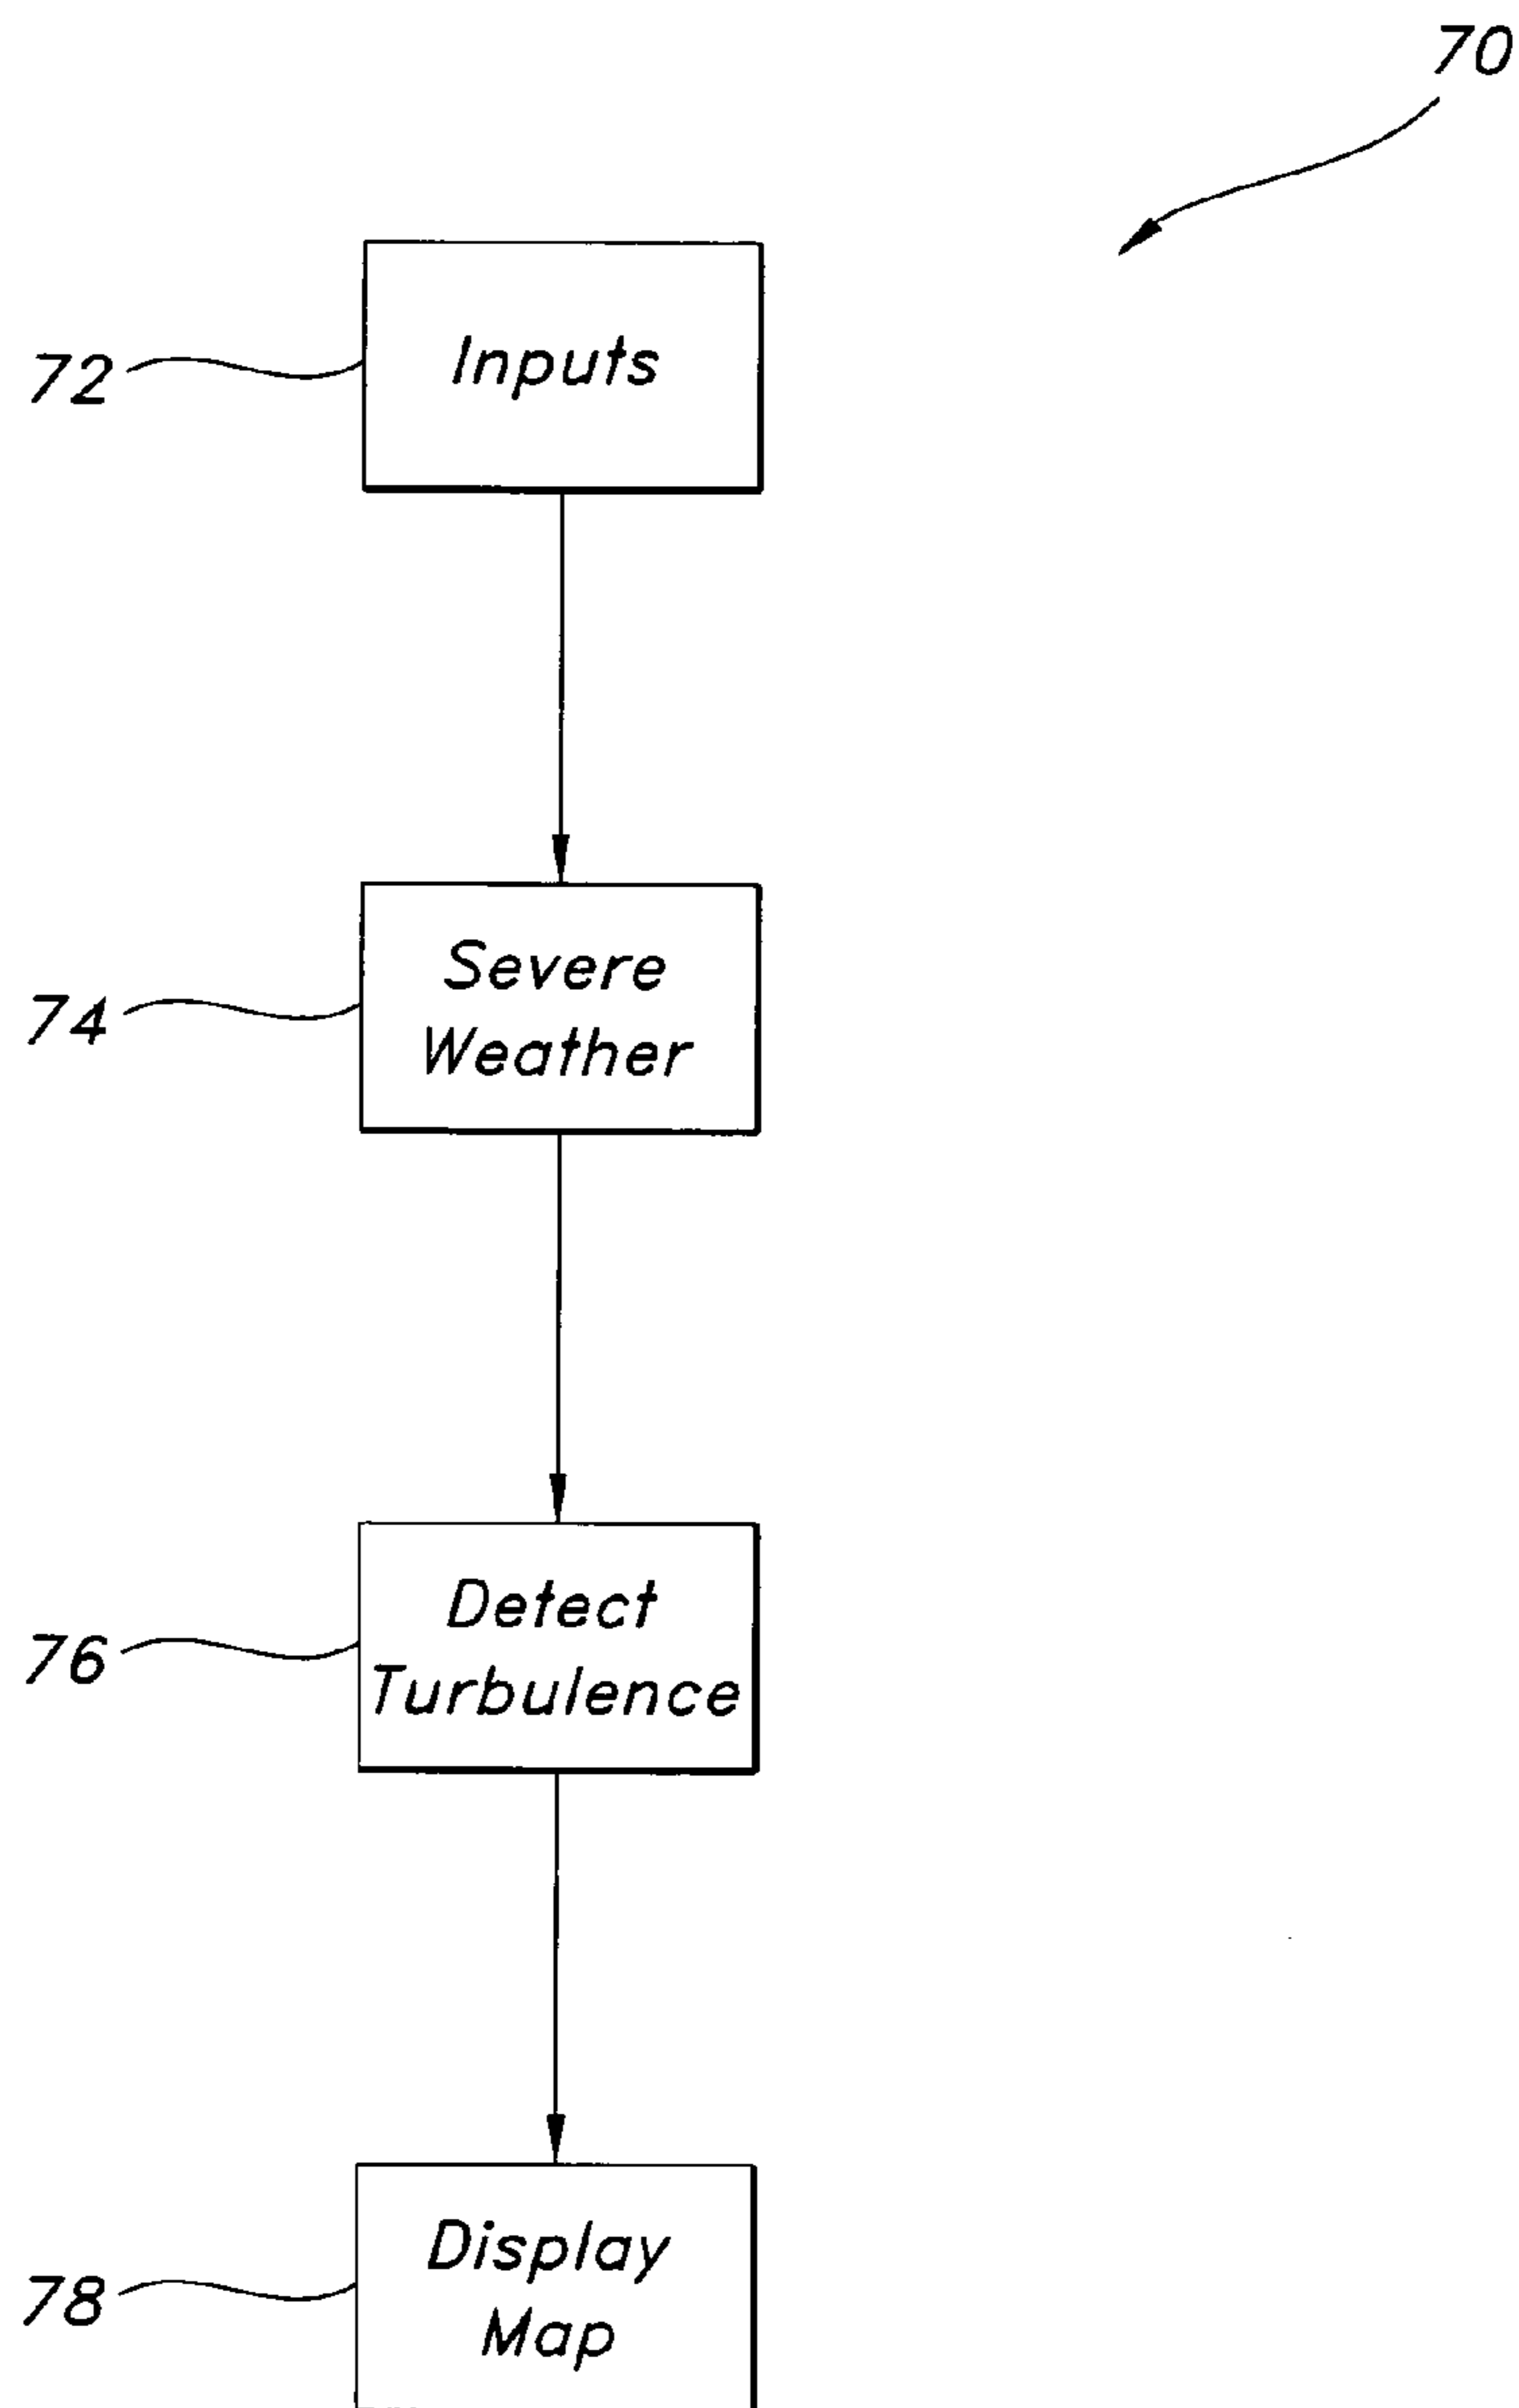 70
72
Inputs
74
Severe
Weather
76
Detect
Turbulence
78
Display
Map